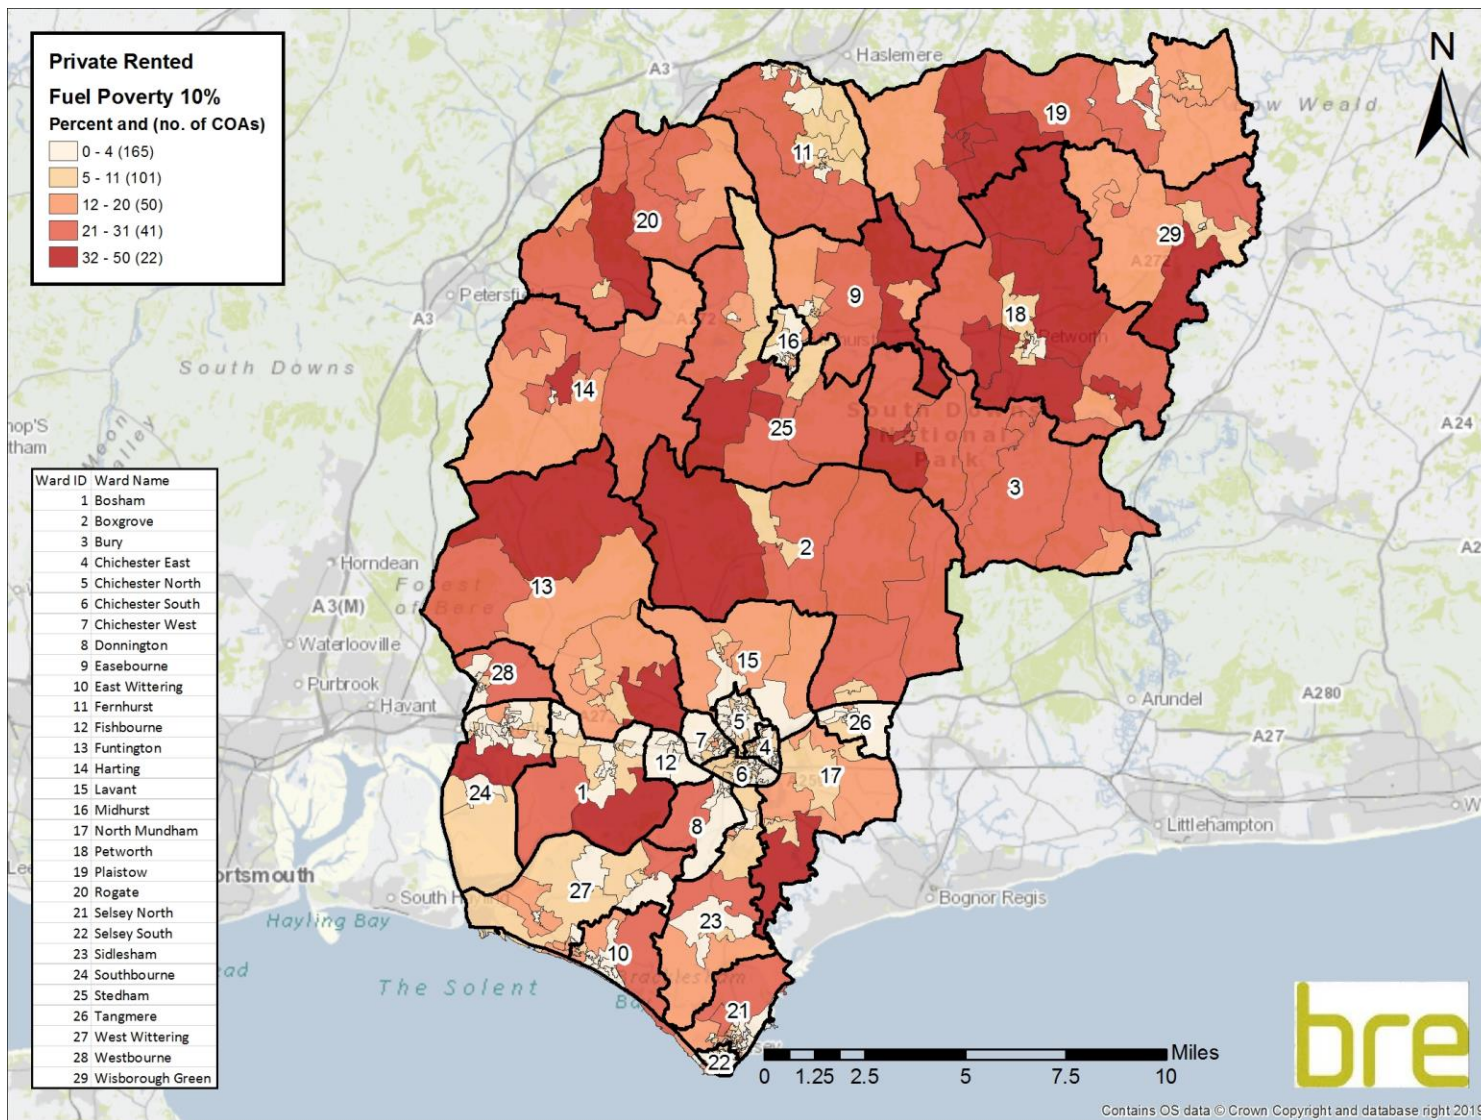 Private Rented
Fuel Poverty 10%
Percent and (no. of COAs)
0 - 4 (165)
5 - 11 (101)
12 - 20 (50)
21 - 31 (41)
32 - 50 (22)
N
Haslemere
A3
19
11
20
29
A272
Petersfield
A3
9
18
16
Petworth
South Downs
14
25
South Downs
National
Park
A24
3
Ward ID Ward Name
1 Bosham
2 Boxgrove
3 Bury
4 Chichester East
5 Chichester North
6 Chichester South
7 Chichester West
8 Donnington
9 Easebourne
10 East Wittering
11 Fernhurst
12 Fishbourne
13 Funtington
14 Harting
15 Lavant
16 Midhurst
17 North Mundham
18 Petworth
19 Plaistow
20 Rogate
21 Selsey North
22 Selsey South
23 Sidlesham
24 Southbourne
25 Stedham
26 Tangmere
27 West Wittering
28 Westbourne
29 Wisborough Green
2
Horndean
13
Forest
of Bere
A3(M)
Waterlooville
15
28
Purbrook
Havant
Arundel
A280
5
26
7
4
A27
12
6
17
24
1
8
Littlehampton
27
South Hayling
Bognor Regis
Hayling Bay
23
10
The Solent
21
22
Miles
0 1.25 2.5 5 7.5 10
bre
Contains OS data © Crown Copyright and database right 2019